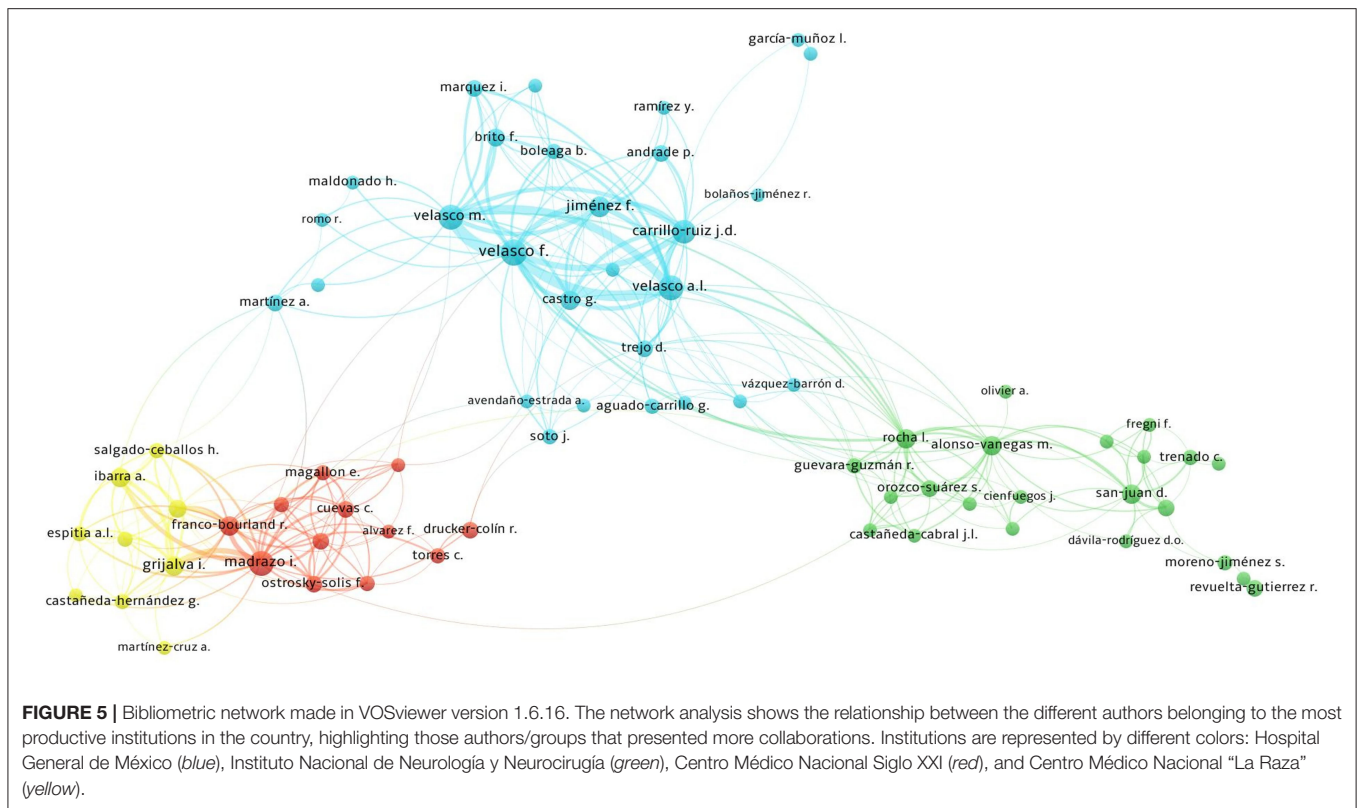 garcía-muñoz l.
marquez i.
ramírez y.
brito f.
boleaga b.
andrade p.
maldonado h.
bolaños-jiménez r.
romo r.
velasco m.
jiménez f.
carrillo-ruiz j.d.
velasco f.
velasco a.l.
martínez a.
castro g.
trejo d.
vázquez-barrón d.
olivier a.
avendaño-estrada a.
aguado-carrillo g.
soto j.
fregni f.
rocha l.
alonso-vanegas m.
salgado-ceballos h.
trenado c.
guevara-guzmán r.
ibarra a.
magallon e.
orozco-suárez s.
cienfuegos j.
san-juan d.
cuevas c.
franco-bourland r.
alvarez f.
drucker-colín r.
espitia a.l.
castañeda-cabral j.l.
dávila-rodríguez d.o.
torres c.
madrazo i.
grijalva i.
moreno-jiménez s.
ostrosky-solis f.
revuelta-gutierrez r.
castañeda-hernández g.
martínez-cruz a.
FIGURE 5 | Bibliometric network made in VOSviewer version 1.6.16. The network analysis shows the relationship between the different authors belonging to the most
productive institutions in the country, highlighting those authors/groups that presented more collaborations. Institutions are represented by different colors: Hospital
General de México (blue), Instituto Nacional de Neurología y Neurocirugía (green), Centro Médico Nacional Siglo XXI (red), and Centro Médico Nacional “La Raza”
(yellow).